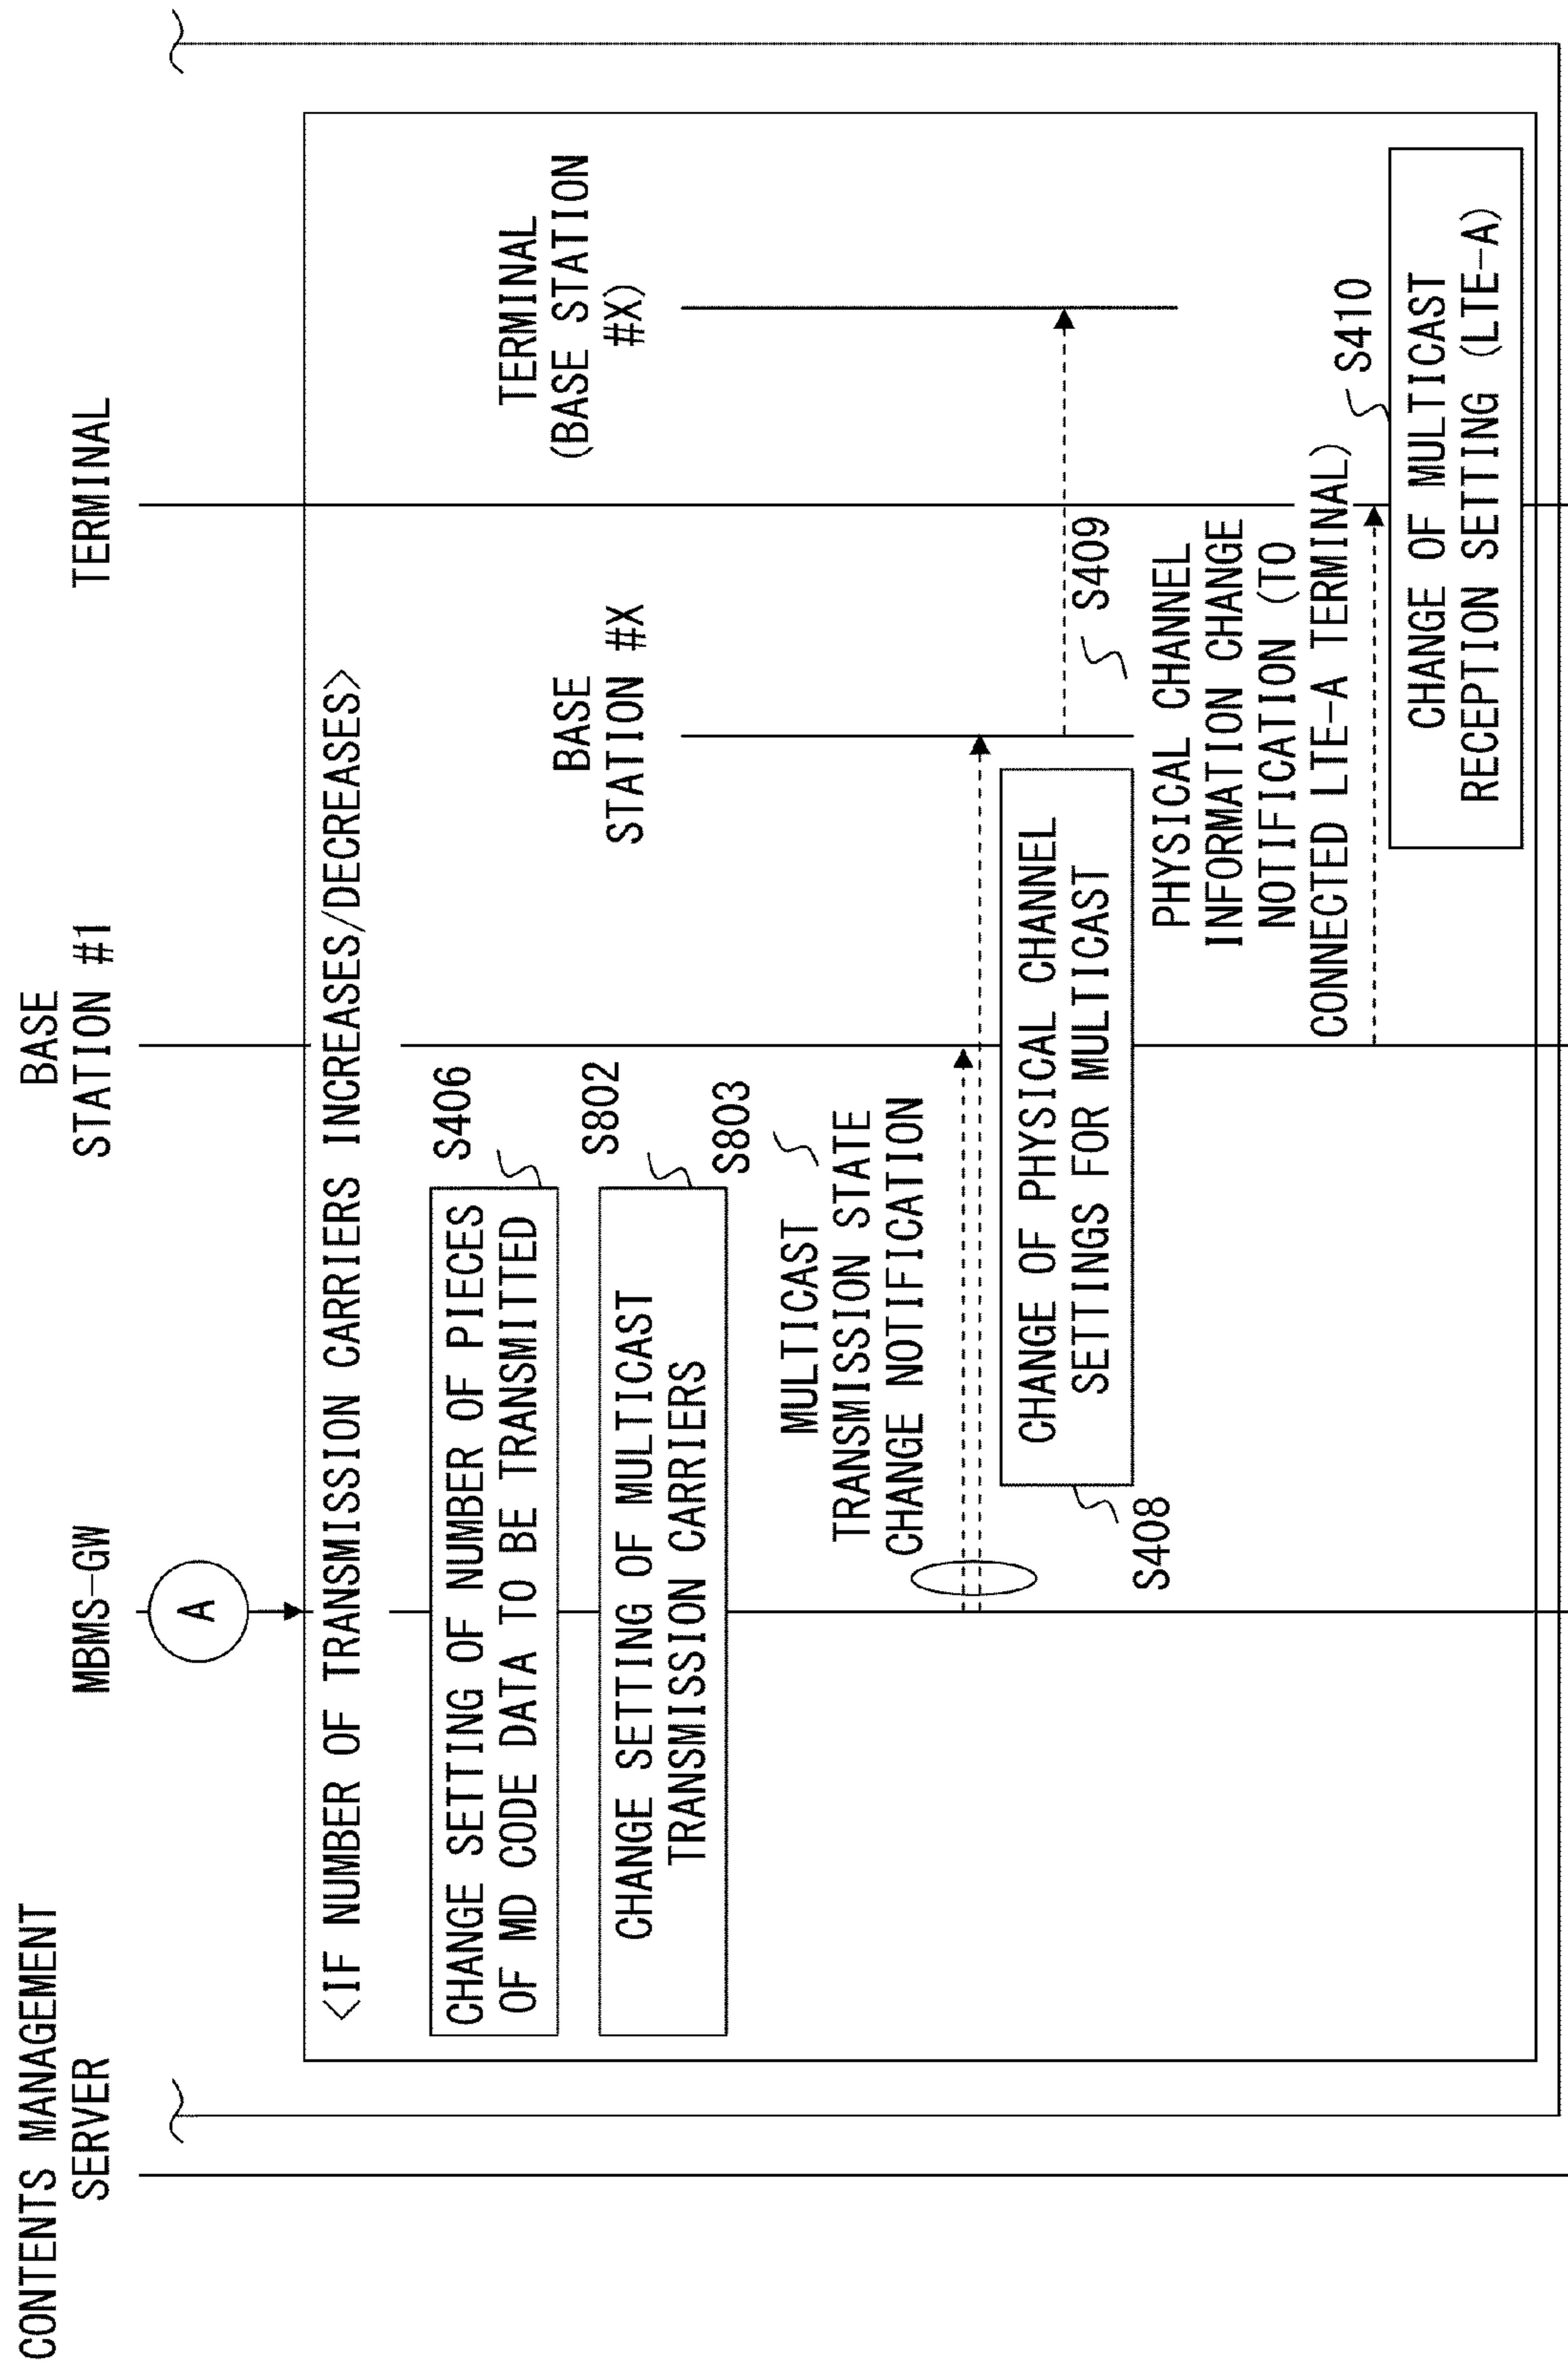 CONTENTS MANAGEMENT
SERVER
MBMS-GW
BASE
STATION #1
TERMINAL
A
<IF NUMBER OF TRANSMISSION CARRIERS INCREASES/DECREASES>
CHANGE SETTING OF NUMBER OF PIECES
OF MD CODE DATA TO BE TRANSMITTED
S406
CHANGE SETTING OF MULTICAST
TRANSMISSION CARRIERS
S802
BASE
STATION #X
TERMINAL
(BASE STATION
#X)
S803
MULTICAST
TRANSMISSION STATE
CHANGE NOTIFICATION
CHANGE OF PHYSICAL CHANNEL
SETTINGS FOR MULTICAST
S408
S409
PHYSICAL CHANNEL
INFORMATION CHANGE
NOTIFICATION (TO
CONNECTED LTE-A TERMINAL)
S410
CHANGE OF MULTICAST
RECEPTION SETTING (LTE-A)